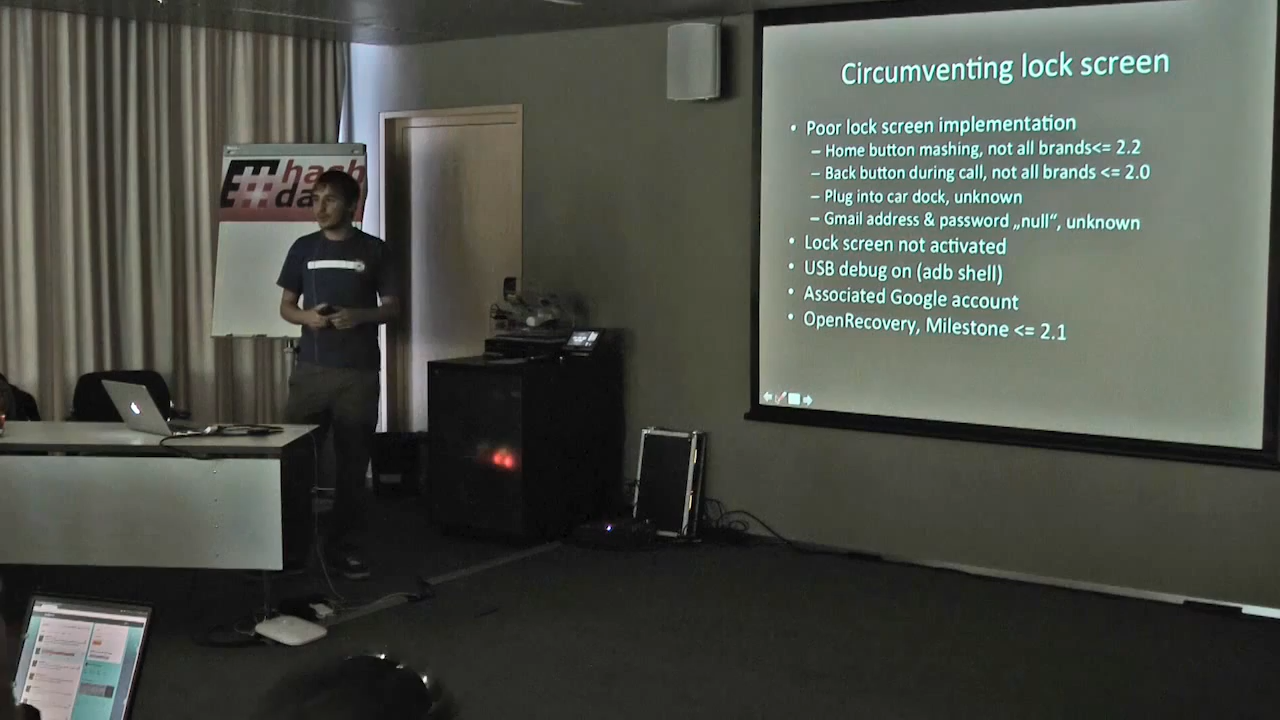 hash
da
Circumventing lock screen
• Poor lock screen implementation
– Home button mashing, not all brands<= 2.2
– Back button during call, not all brands <= 2.0
– Plug into car dock, unknown
– Gmail address & password „null“, unknown
• Lock screen not activated
• USB debug on (adb shell)
• Associated Google account
• OpenRecovery, Milestone <= 2.1